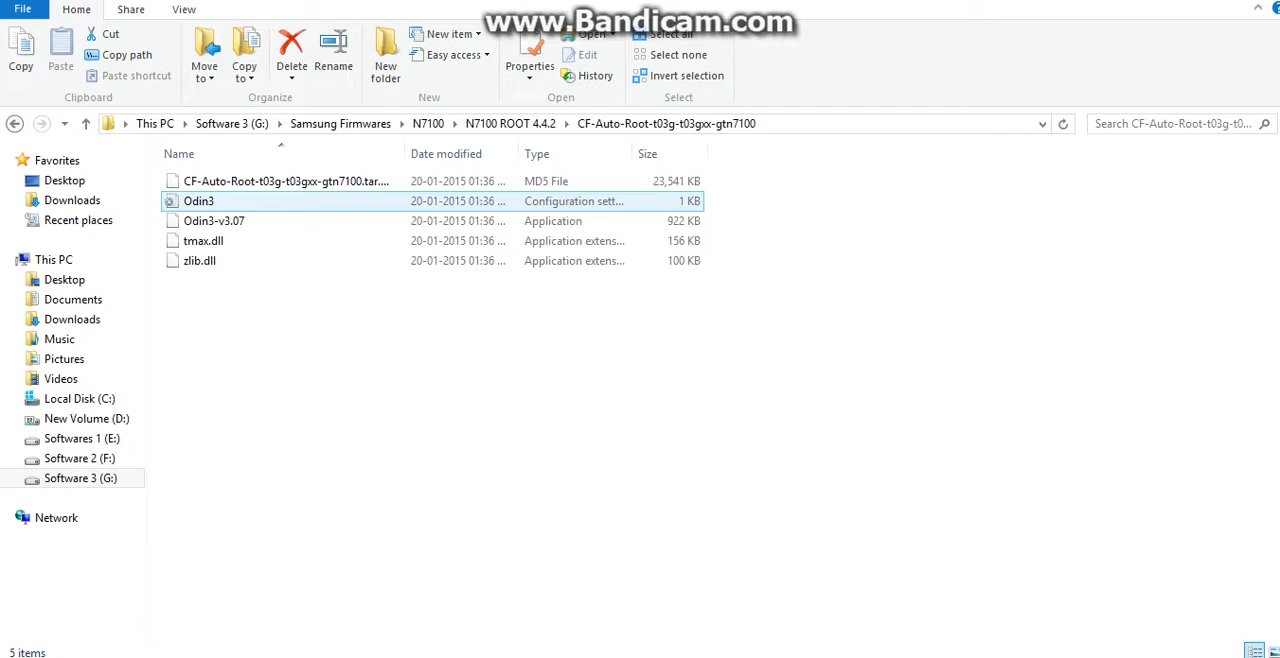 www.Bandicam.com
File Home Share View
Copy
Paste
Cut
Copy path
Paste shortcut
Clipboard
Move to
Copy to
Delete
Rename
Organize
New folder
New item
Easy access
New
Properties
Open
Edit
History
Open
Select all
Select none
Invert selection
Select
This PC Software 3 (G:) Samsung Firmwares N7100 N7100 ROOT 4.4.2 CF-Auto-Root-t03g-t03gxx-gtn7100
Search CF-Auto-Root-t03g-t0...
Favorites
Desktop
Downloads
Recent places
This PC
Desktop
Documents
Downloads
Music
Pictures
Videos
Local Disk (C:)
New Volume (D:)
Softwares 1 (E:)
Software 2 (F:)
Software 3 (G:)
Network
Name Date modified Type Size
CF-Auto-Root-t03g-t03gxx-gtn7100.tar.... 20-01-2015 01:36 ... MD5 File 23,541 KB
Odin3 20-01-2015 01:36 ... Configuration sett... 1 KB
Odin3-v3.07 20-01-2015 01:36 ... Application 922 KB
tmax.dll 20-01-2015 01:36 ... Application extens... 156 KB
zlib.dll 20-01-2015 01:36 ... Application extens... 100 KB
5 items